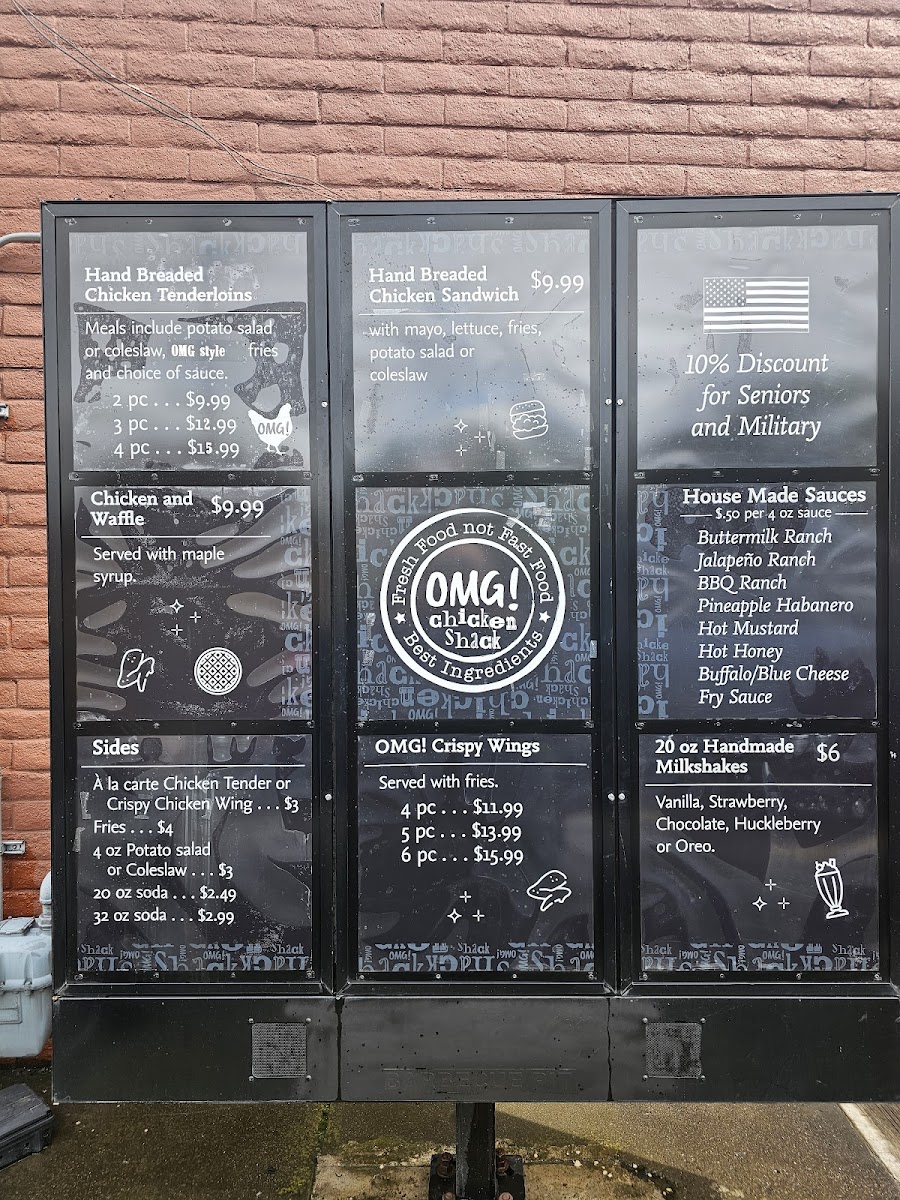 Hand Breaded
Chicken Tenderloins
Meals include potato salad
or coleslaw, OMG style fries
and choice of sauce.
2 pc . . . $9.99
3 pc . . . $12.99
4 pc . . . $15.99
OMG!
Hand Breaded
Chicken Sandwich $9.99
with mayo, lettuce, fries,
potato salad or
coleslaw
10% Discount
for Seniors
and Military
Chicken and
Waffle $9.99
Served with maple
syrup.
Fresh Food not Fast Food
OMG!
chicken
Shack
Best Ingredients
House Made Sauces
$.50 per 4 oz sauce
Buttermilk Ranch
Jalapeño Ranch
BBQ Ranch
Pineapple Habanero
Hot Mustard
Hot Honey
Buffalo/Blue Cheese
Fry Sauce
Sides
À la carte Chicken Tender or
Crispy Chicken Wing . . . $3
Fries . . . $4
4 oz Potato salad
or Coleslaw . . . $3
20 oz soda . . . $2.49
32 oz soda . . . $2.99
OMG! Crispy Wings
Served with fries.
4 pc . . . $11.99
5 pc . . . $13.99
6 pc . . . $15.99
20 oz Handmade
Milkshakes $6
Vanilla, Strawberry,
Chocolate, Huckleberry
or Oreo.